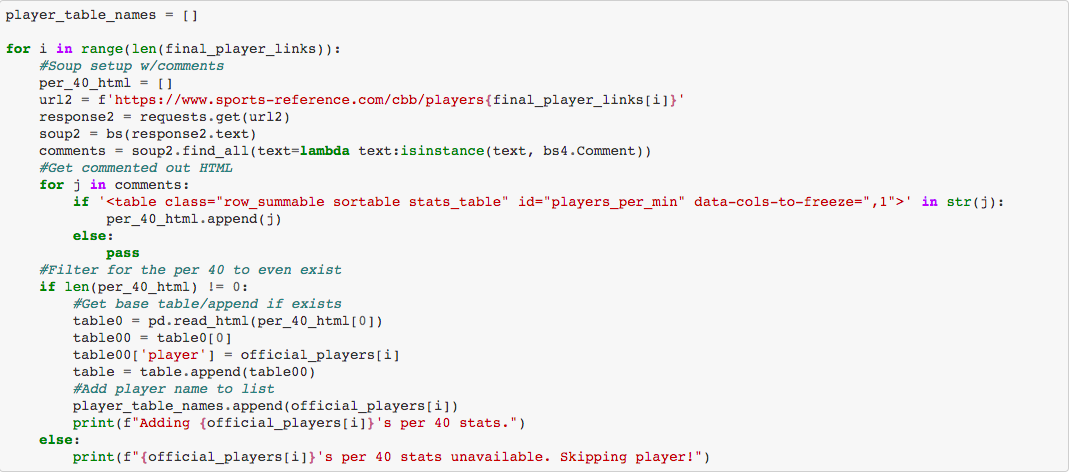 player_table_names = []
for i in range(len(final_player_links)):
    #Soup setup w/comments
    per_40_html = []
    url2 = f'https://www.sports-reference.com/cbb/players{final_player_links[i]}'
    response2 = requests.get(url2)
    soup2 = bs(response2.text)
    comments = soup2.find_all(text=lambda text:isinstance(text, bs4.Comment))
    #Get commented out HTML
    for j in comments:
        if '<table class="row_summable sortable stats_table" id="players_per_min" data-cols-to-freeze=",1">' in str(j):
            per_40_html.append(j)
        else:
            pass
    #Filter for the per 40 to even exist
    if len(per_40_html) != 0:
        #Get base table/append if exists
        table0 = pd.read_html(per_40_html[0])
        table00 = table0[0]
        table00['player'] = official_players[i]
        table = table.append(table00)
        #Add player name to list
        player_table_names.append(official_players[i])
        print(f"Adding {official_players[i]}'s per 40 stats.")
    else:
        print(f"{official_players[i]}'s per 40 stats unavailable. Skipping player!")